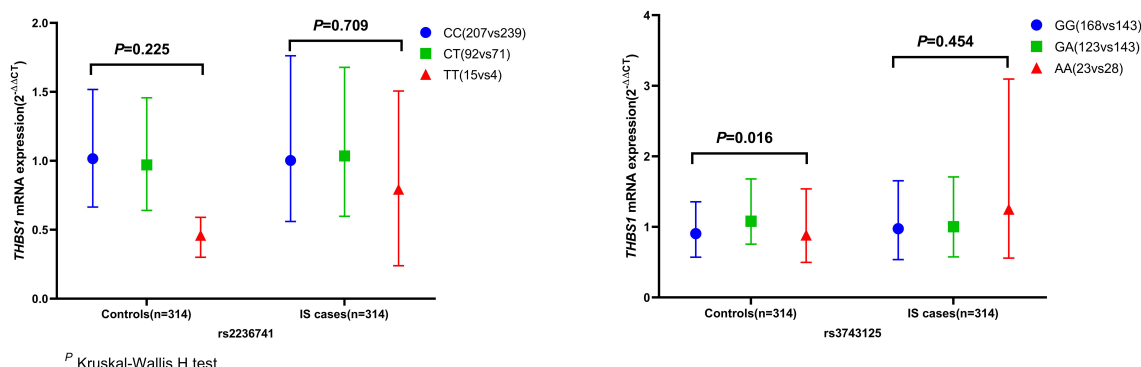 2.0
1.5
1.0
0.5
0.0
THBS1 mRNA expression(2^-ΔΔCT)
P=0.225
P=0.709
CC(207vs239)
CT(92vs71)
TT(15vs4)
Controls(n=314)
IS cases(n=314)
rs2236741
P Kruskal-Wallis H test
4
3
2
1
0
THBS1 mRNA expression(2^-ΔΔCT)
P=0.016
P=0.454
GG(168vs143)
GA(123vs143)
AA(23vs28)
Controls(n=314)
IS cases(n=314)
rs3743125